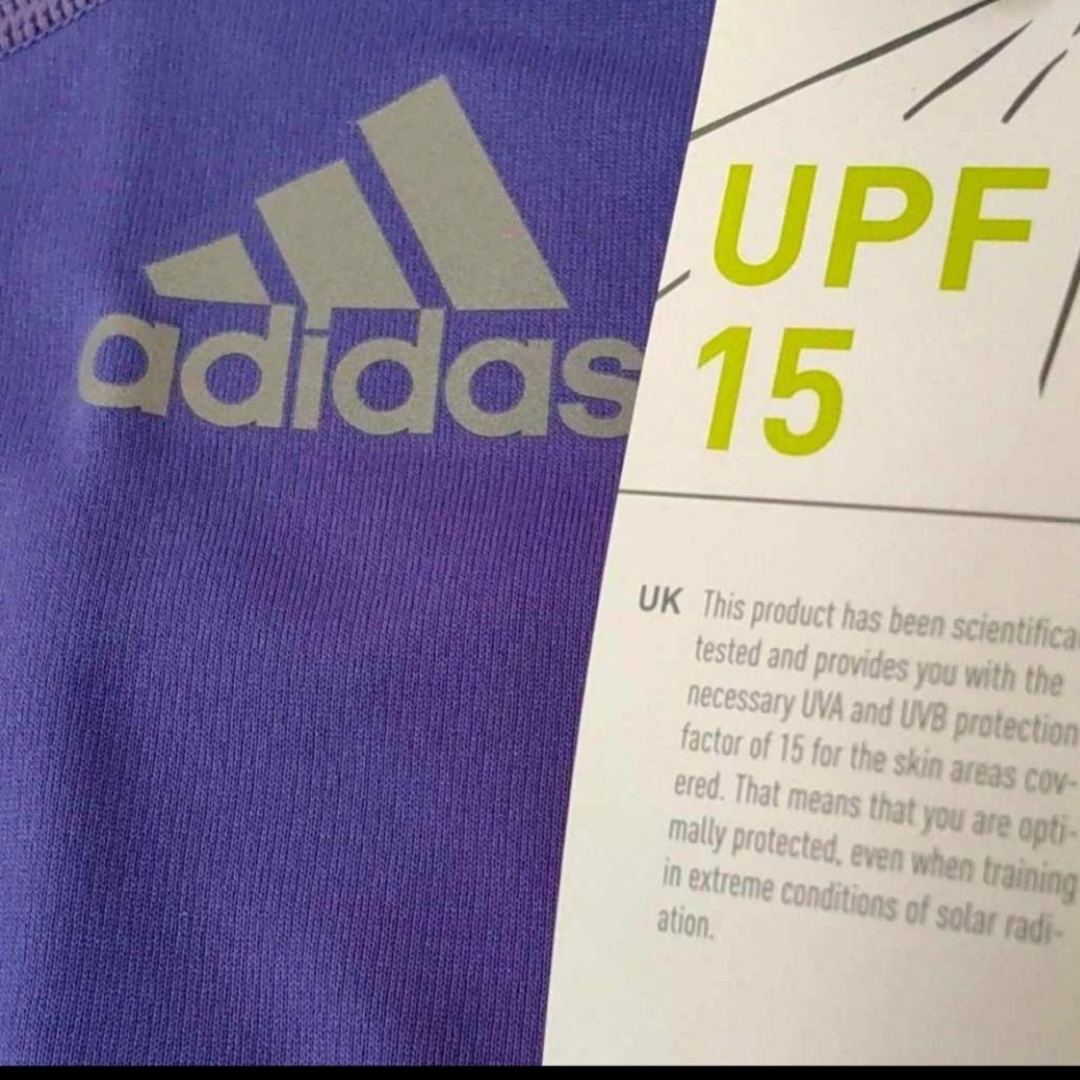 adidas
UPF
15
UK This product has been scientifica
tested and provides you with the
necessary UVA and UVB protection
factor of 15 for the skin areas cov-
ered. That means that you are opti-
mally protected, even when training
in extreme conditions of solar radi-
ation.